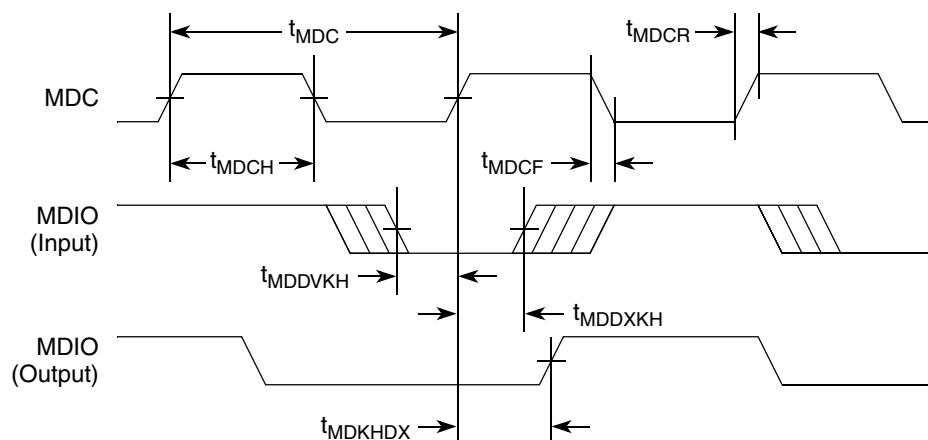 tMDC
tMDCR
MDC
tMDCH
tMDCF
MDIO
(Input)
tMDDVKH
tMDDXKH
MDIO
(Output)
tMDKHDX